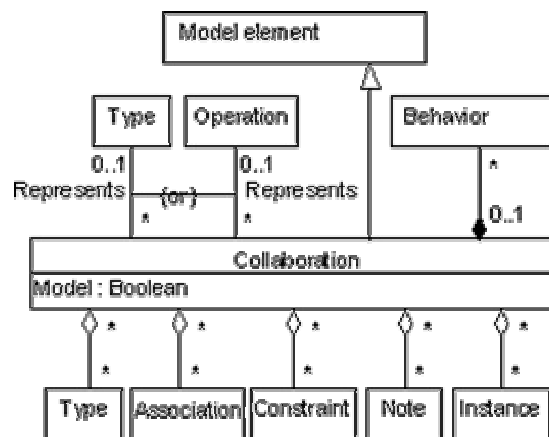 Model element
Type Operation Behavior
0..1 0..1
Represents {or} Represents
* * * 0..1
Collaboration
Model : Boolean
* * * * *
* * * * *
Type Association Constraint Note Instance